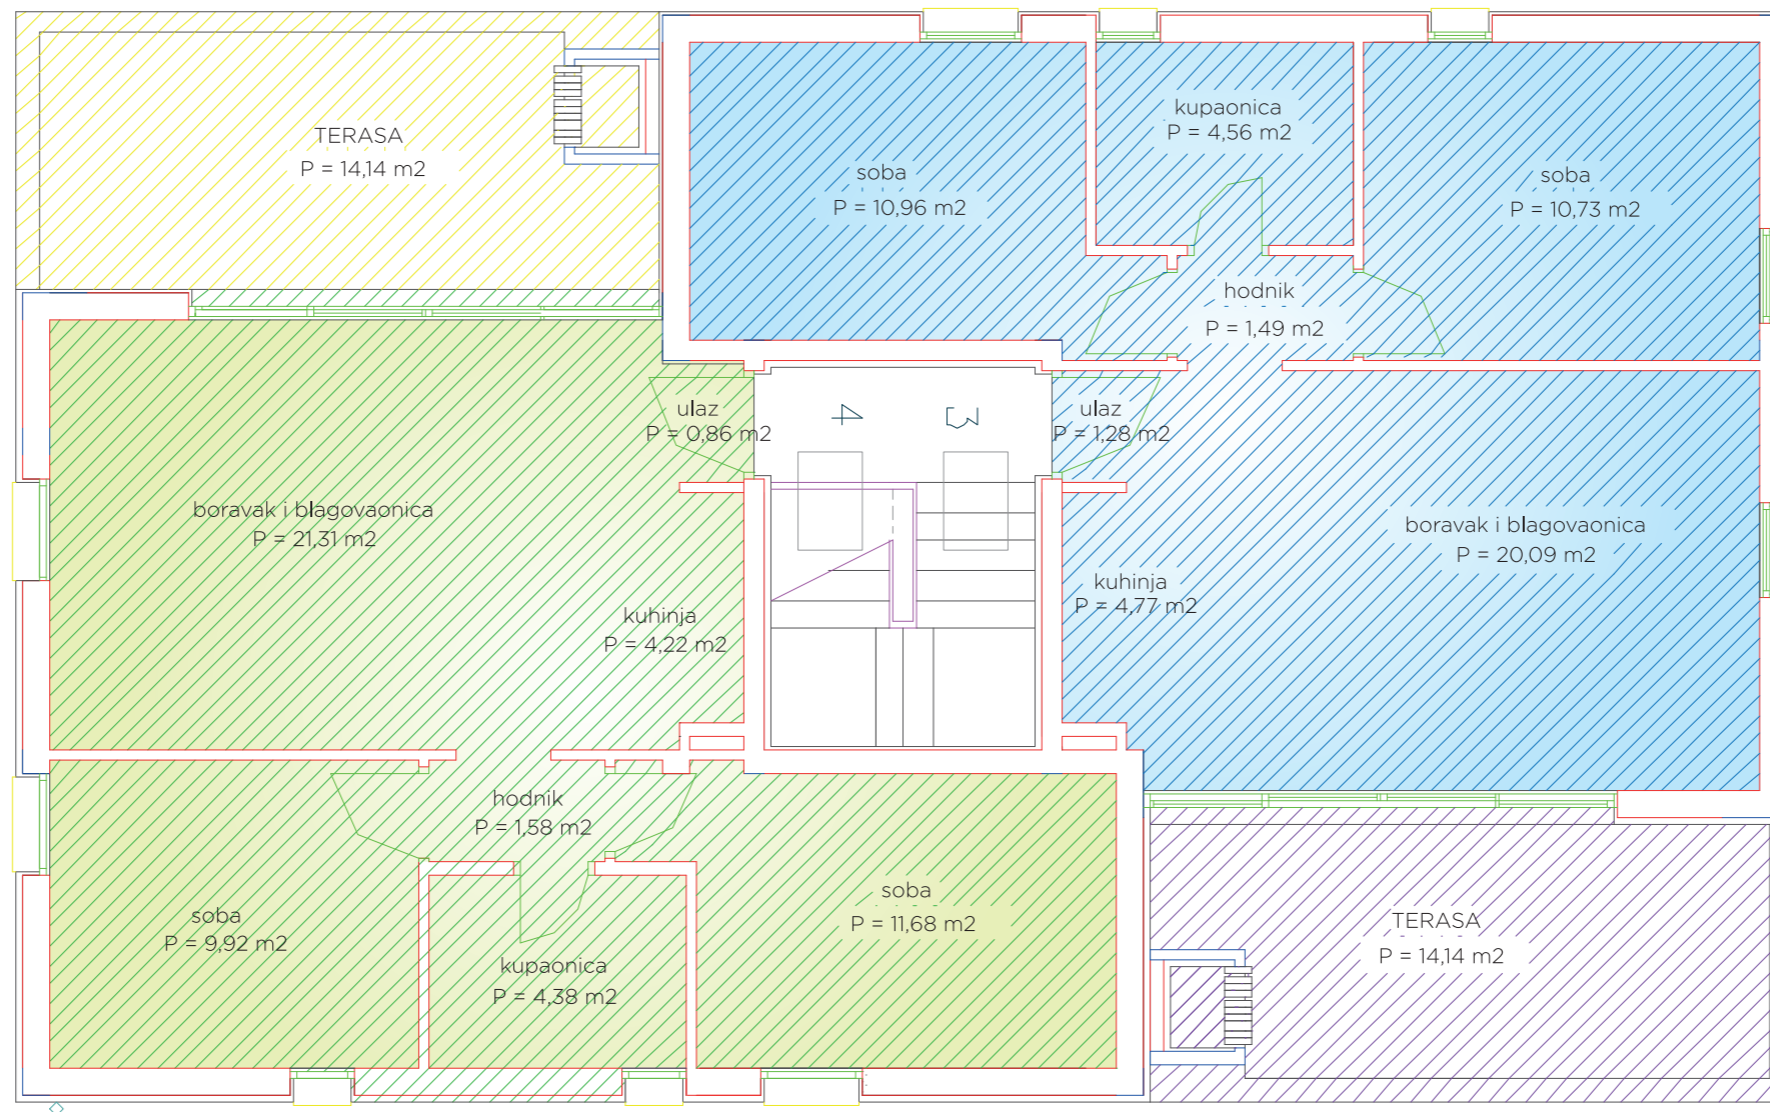 TERASA
P = 14,14 m2
soba
P = 10,96 m2
kupaonica
P = 4,56 m2
soba
P = 10,73 m2
hodnik
P = 1,49 m2
ulaz
P = 0,86 m2
4
3
ulaz
P = 1,28 m2
boravak i blagovaonica
P = 21,31 m2
kuhinja
P = 4,22 m2
kuhinja
P = 4,77 m2
boravak i blagovaonica
P = 20,09 m2
hodnik
P = 1,58 m2
soba
P = 9,92 m2
kupaonica
P = 4,38 m2
soba
P = 11,68 m2
TERASA
P = 14,14 m2